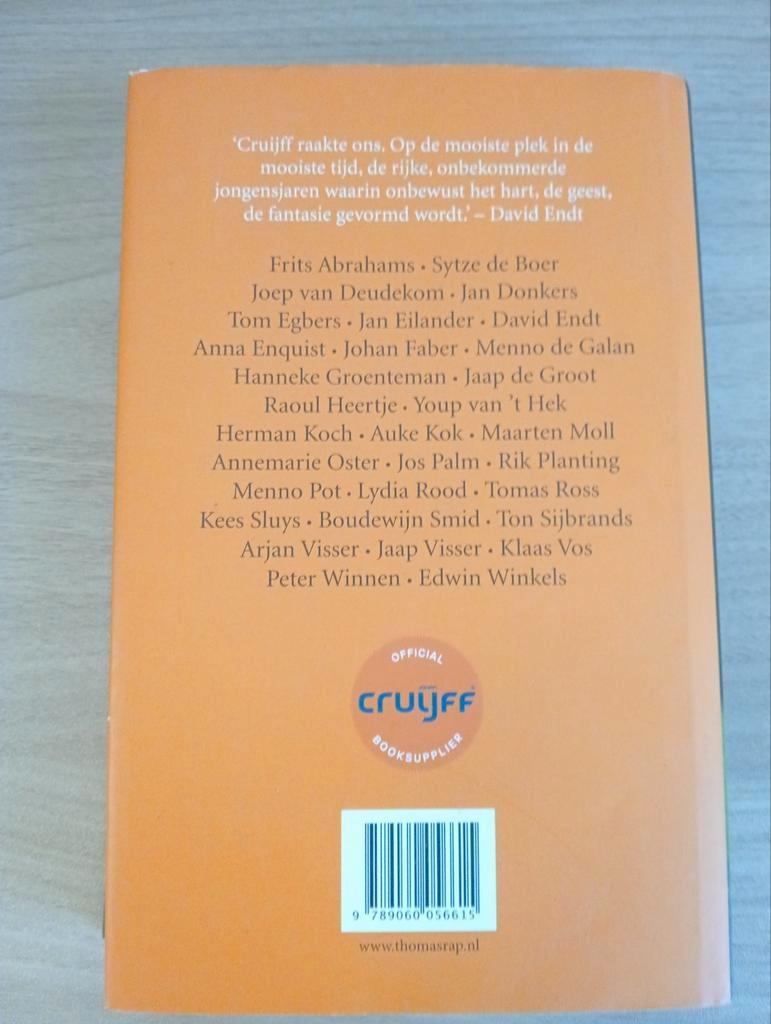 'Cruijff raakte ons. Op de mooiste plek in de
mooiste tijd, de rijke, onbekommerde
jongensjaren waarin onbewust het hart, de geest,
de fantasie gevormd wordt.' – David Endt
Frits Abrahams • Sytze de Boer
Joep van Deudekom • Jan Donkers
Tom Egbers • Jan Eilander • David Endt
Anna Enquist • Johan Faber • Menno de Galan
Hanneke Groenteman • Jaap de Groot
Raoul Heertje • Youp van 't Hek
Herman Koch • Auke Kok • Maarten Moll
Annemarie Oster • Jos Palm • Rik Planting
Menno Pot • Lydia Rood • Tomas Ross
Kees Sluys • Boudewijn Smid • Ton Sijbrands
Arjan Visser • Jaap Visser • Klaas Vos
Peter Winnen • Edwin Winkels
OFFICIAL
cruijff
BOOKSUPPLIER
9 789060 056615
www.thomasrap.nl